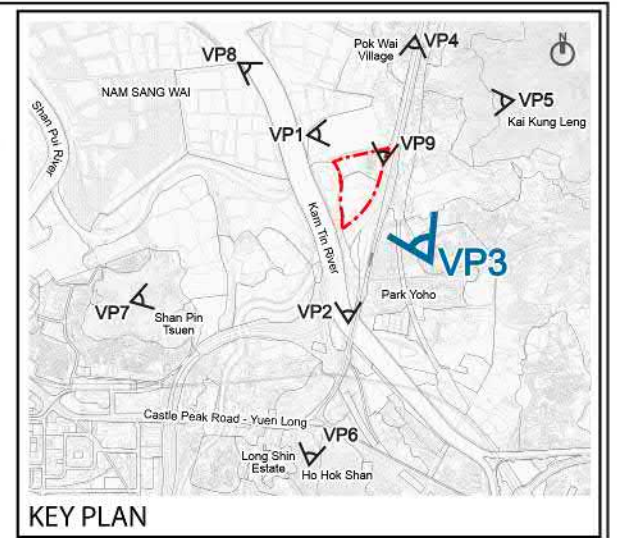 N
Pok Wai
Village
VP4
VP8
NAM SANG WAI
VP5
Kai Kung Leng
Shan Pui River
VP1
VP9
Kam Tin River
VP3
Park Yoho
VP7
Shan Pin
Tsuen
VP2
Castle Peak Road - Yuen Long
VP6
Long Shin
Estate
Ho Hok Shan
KEY PLAN